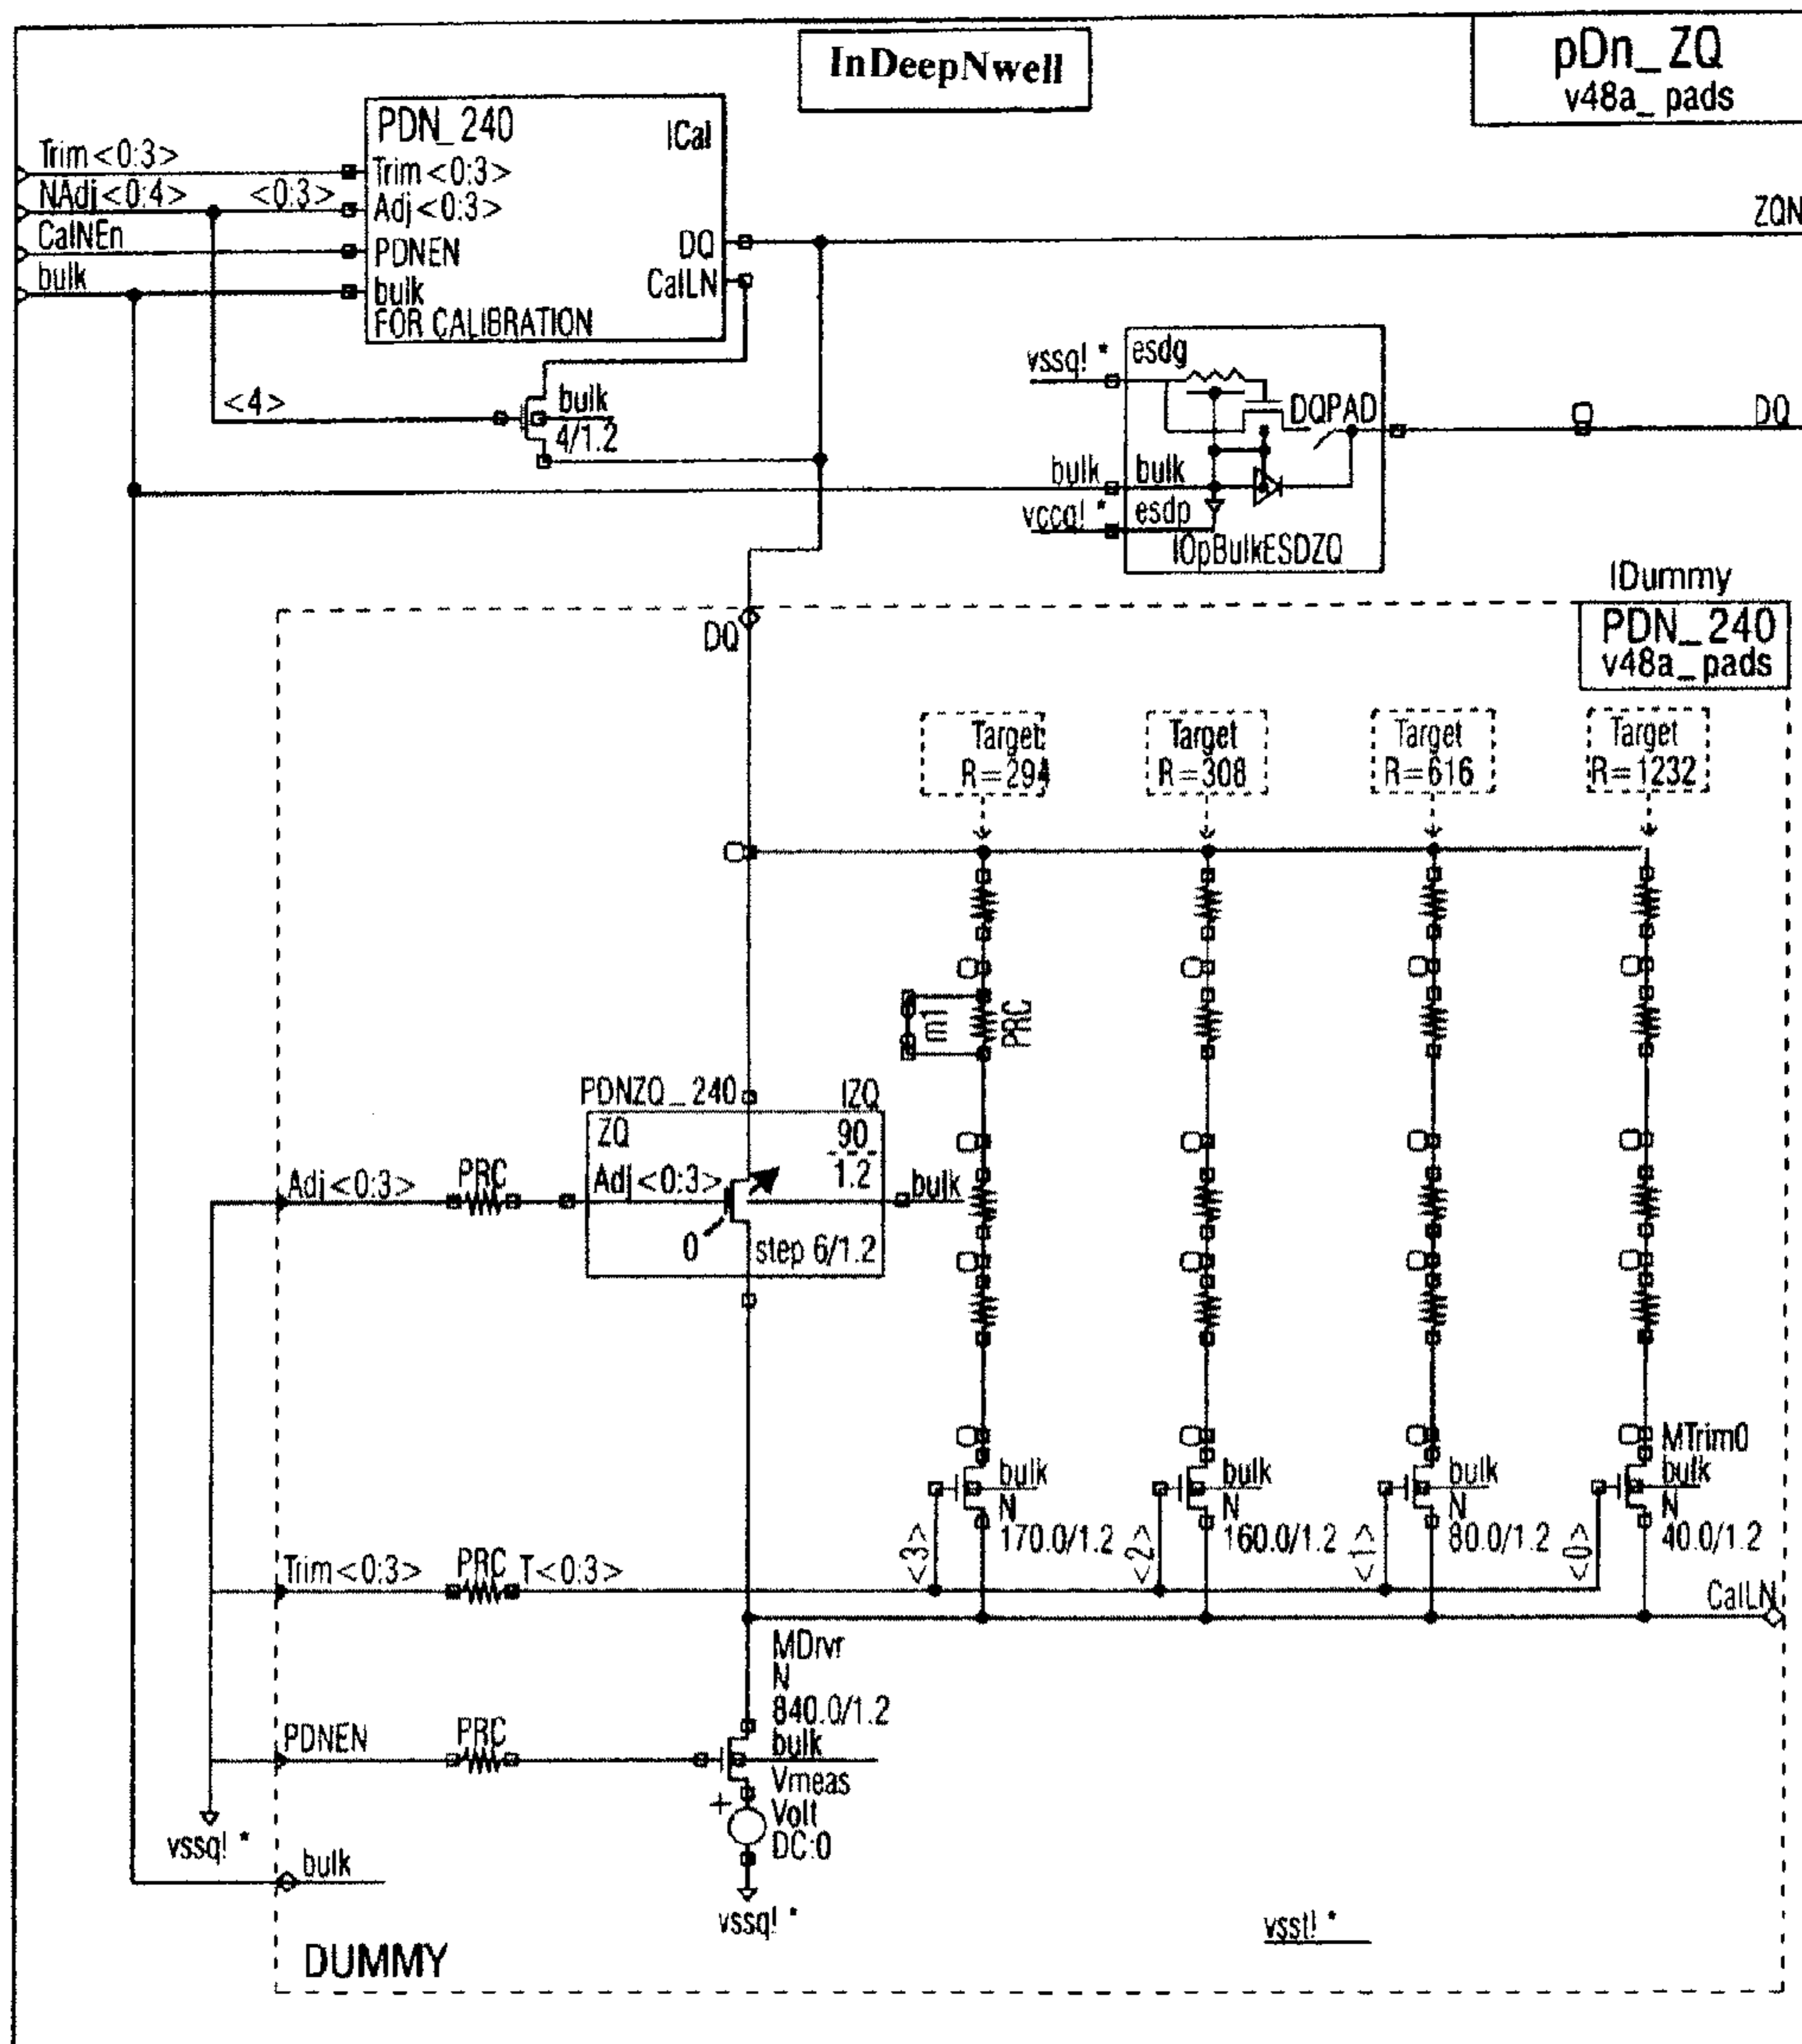 InDeepNwell
pDn_ZQ
v48a_pads
PDN_240
ICal
Trim<0:3>
Trim<0:3>
NAdj<0:4>
<0:3>
Adj<0:3>
CalNEn
PDNEN
bulk
bulk
FOR CALIBRATION
DQ
CalLN
ZQN
<4>
bulk
4/1.2
vssq! *
esdg
DQPAD
DQ
bulk
bulk
vccq! *
esdp
IOpBulkESDZQ
IDummy
PDN_240
v48a_pads
DQ
Target
R=294
Target
R=308
Target
R=616
Target
R=1232
m1
PRC
PDNZQ_240
IZQ
ZQ
90
1.2
Adj<0:3>
PRC
Adj<0:3>
bulk
0
step 6/1.2
MTrim0
bulk
N
170.0/1.2
bulk
N
160.0/1.2
bulk
N
80.0/1.2
bulk
N
40.0/1.2
<3>
<2>
<1>
<0>
Trim<0:3>
PRC
T<0:3>
CalLN
MDrvr
N
840.0/1.2
PDNEN
PRC
bulk
Vmeas
+
Volt
DC:0
vssq! *
bulk
vssq! *
vsst! *
DUMMY